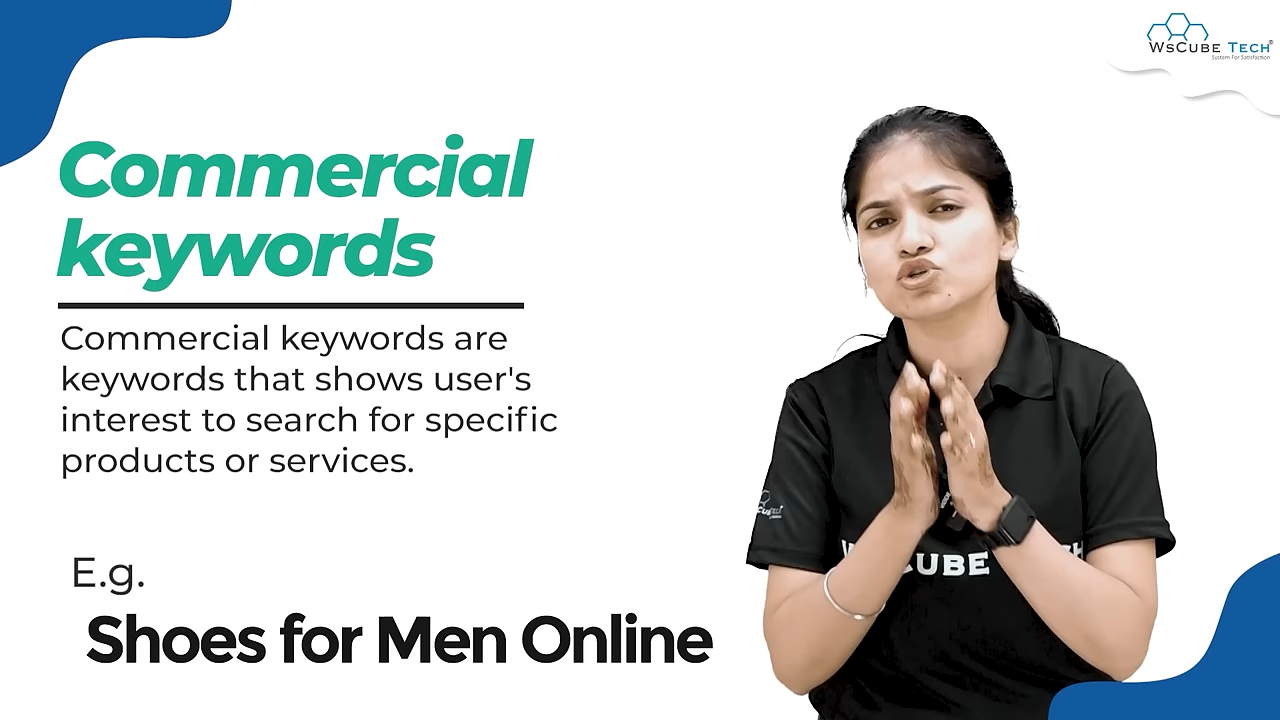 WsCube Tech®
System For Satisfaction
Commercial
keywords
Commercial keywords are
keywords that shows user's
interest to search for specific
products or services.
E.g.
Shoes for Men Online
CUBE